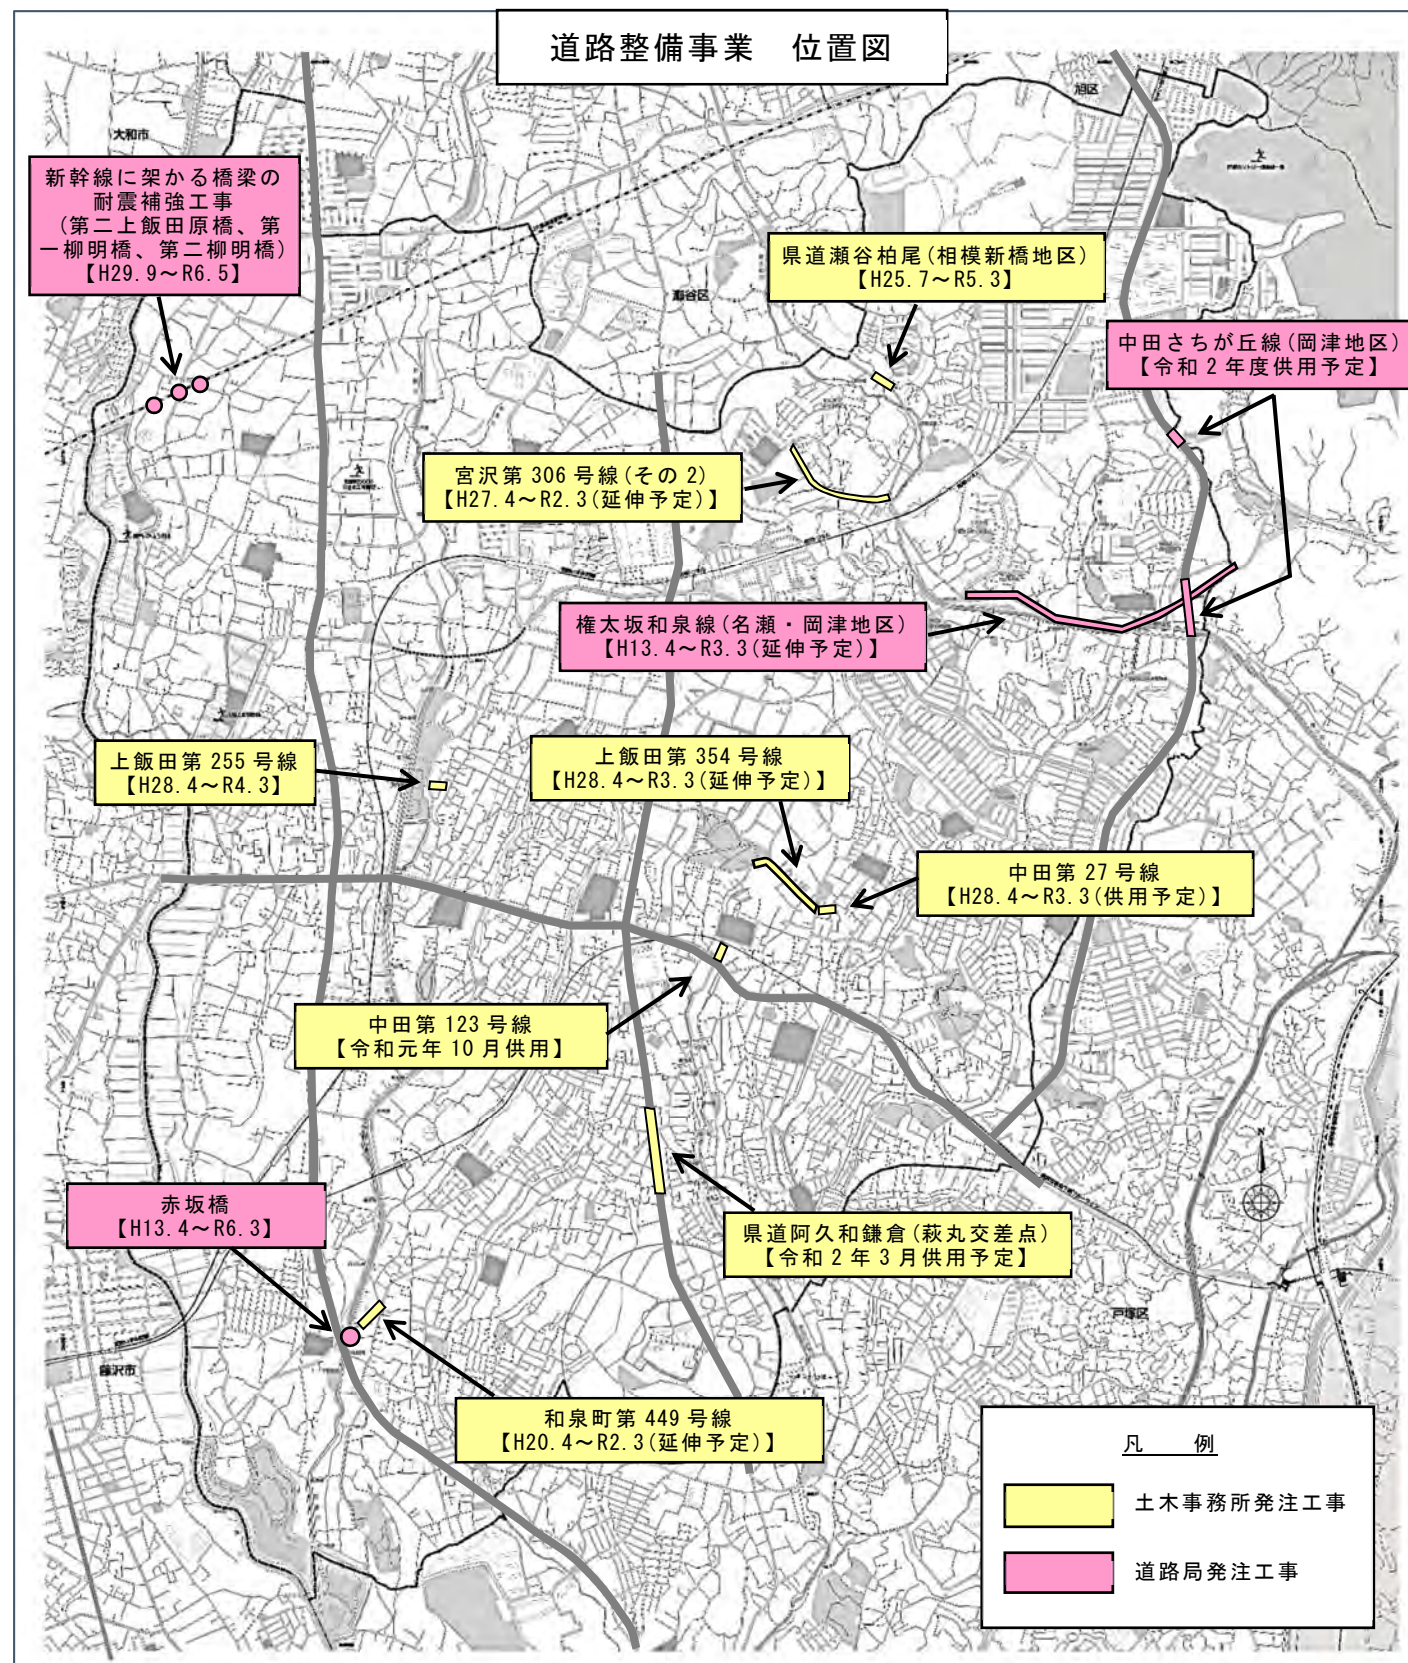 道路整備事業　位置図
大和市
旭区
新幹線に架かる橋梁の
耐震補強工事
(第二上飯田原橋、第
一柳明橋、第二柳明橋)
【H29.9～R6.5】
瀬谷区
県道瀬谷柏尾(相模新橋地区)
【H25.7～R5.3】
中田さちが丘線(岡津地区)
【令和2年度供用予定】
宮沢第306号線(その2)
【H27.4～R2.3(延伸予定)】
権太坂和泉線(名瀬・岡津地区)
【H13.4～R3.3(延伸予定)】
上飯田第255号線
【H28.4～R4.3】
上飯田第354号線
【H28.4～R3.3(延伸予定)】
中田第27号線
【H28.4～R3.3(供用予定)】
中田第123号線
【令和元年10月供用】
赤坂橋
【H13.4～R6.3】
県道阿久和鎌倉(萩丸交差点)
【令和2年3月供用予定】
戸塚区
藤沢市
和泉町第449号線
【H20.4～R2.3(延伸予定)】
凡　例
土木事務所発注工事
道路局発注工事